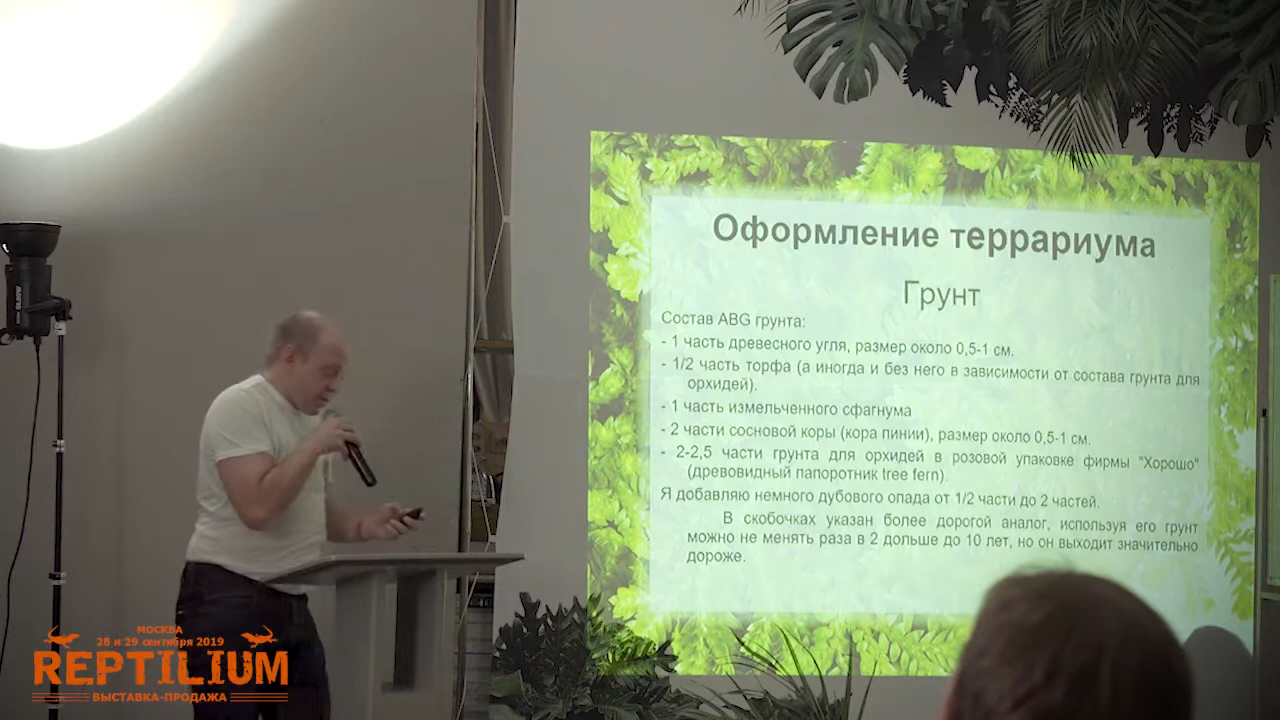 Оформление террариума
Грунт
Состав ABG грунта:
- 1 часть древесного угля, размер около 0,5-1 см.
- 1/2 часть торфа (а иногда и без него в зависимости от состава грунта для
орхидей).
- 1 часть измельченного сфагнума
- 2 части сосновой коры (кора пинии), размер около 0,5-1 см.
- 2-2,5 части грунта для орхидей в розовой упаковке фирмы "Хорошо"
(древовидный папоротник tree fern).
Я добавляю немного дубового опада от 1/2 части до 2 частей.
В скобочках указан более дорогой аналог, используя его грунт
можно не менять раза в 2 дольше до 10 лет, но он выходит значительно
дороже.
МОСКВА
28 и 29 сентября 2019
REPTILIUM
ВЫСТАВКА-ПРОДАЖА